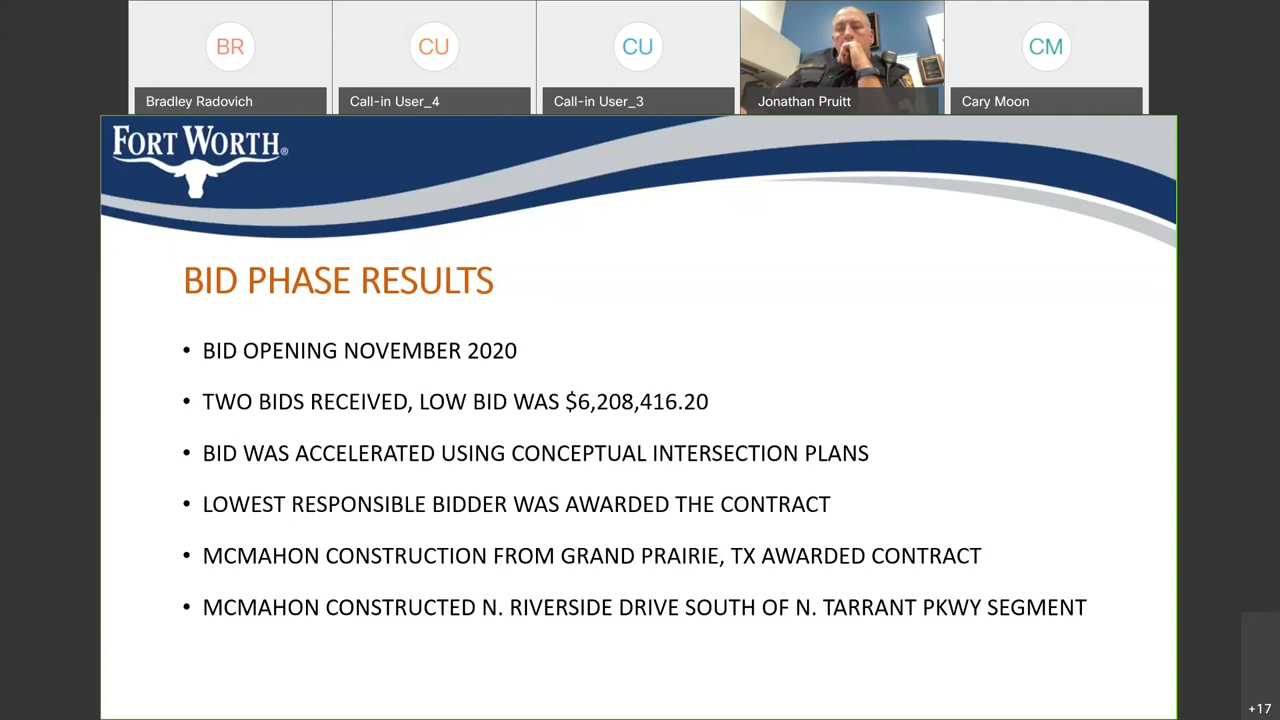 BR
CU
CU
CM
Bradley Radovich
Call-in User_4
Call-in User_3
Jonathan Pruitt
Cary Moon
FORT WORTH®
BID PHASE RESULTS
• BID OPENING NOVEMBER 2020
• TWO BIDS RECEIVED, LOW BID WAS $6,208,416.20
• BID WAS ACCELERATED USING CONCEPTUAL INTERSECTION PLANS
• LOWEST RESPONSIBLE BIDDER WAS AWARDED THE CONTRACT
• MCMAHON CONSTRUCTION FROM GRAND PRAIRIE, TX AWARDED CONTRACT
• MCMAHON CONSTRUCTED N. RIVERSIDE DRIVE SOUTH OF N. TARRANT PKWY SEGMENT
+17